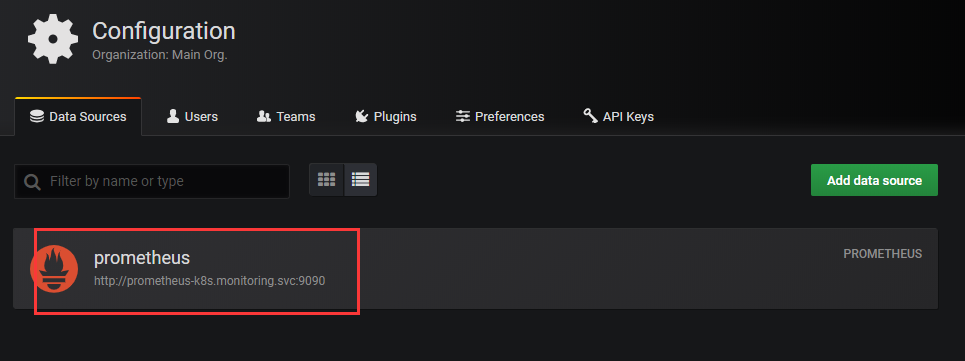 Configuration
Organization: Main Org.
Data Sources Users Teams Plugins Preferences API Keys
Filter by name or type Add data source
prometheus PROMETHEUS
http://prometheus-k8s.monitoring.svc:9090